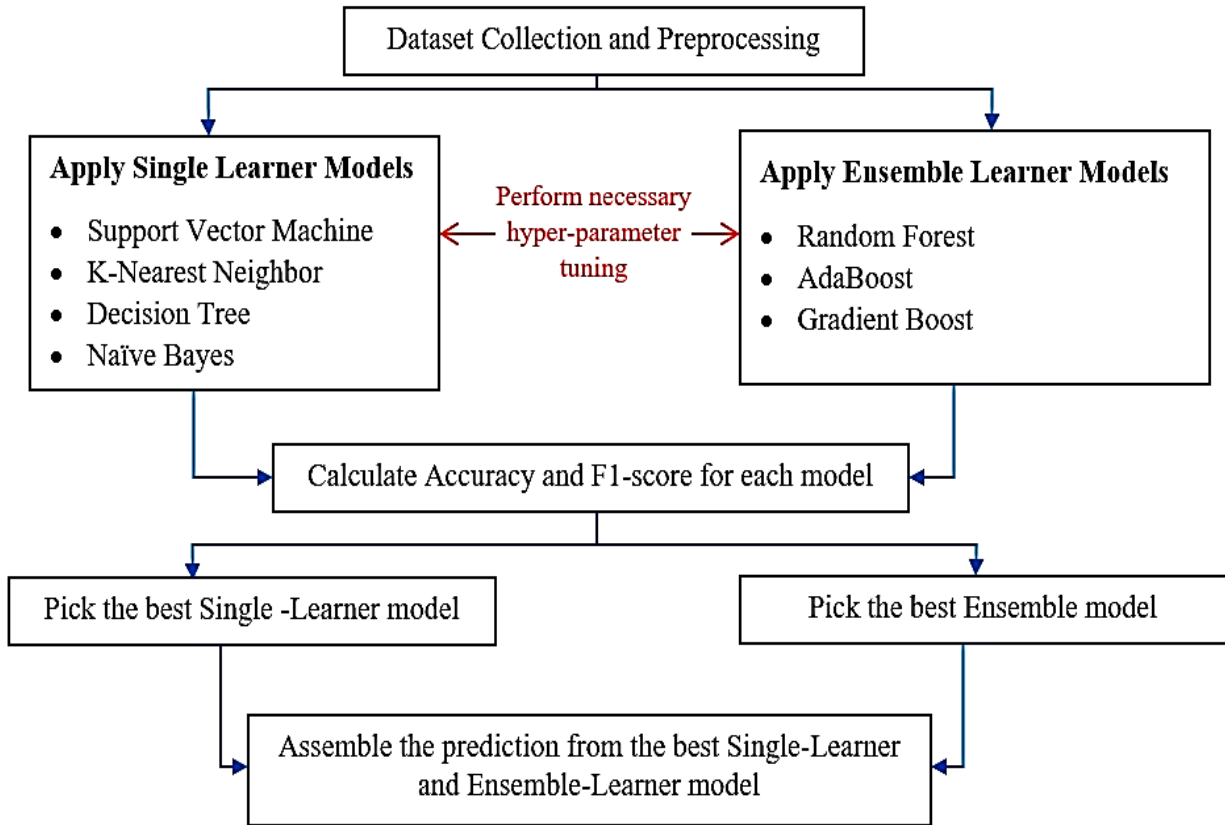 Dataset Collection and Preprocessing
Apply Single Learner Models
• Support Vector Machine
• K-Nearest Neighbor
• Decision Tree
• Naïve Bayes
Perform necessary
hyper-parameter
tuning
Apply Ensemble Learner Models
• Random Forest
• AdaBoost
• Gradient Boost
Calculate Accuracy and F1-score for each model
Pick the best Single -Learner model
Pick the best Ensemble model
Assemble the prediction from the best Single-Learner
and Ensemble-Learner model